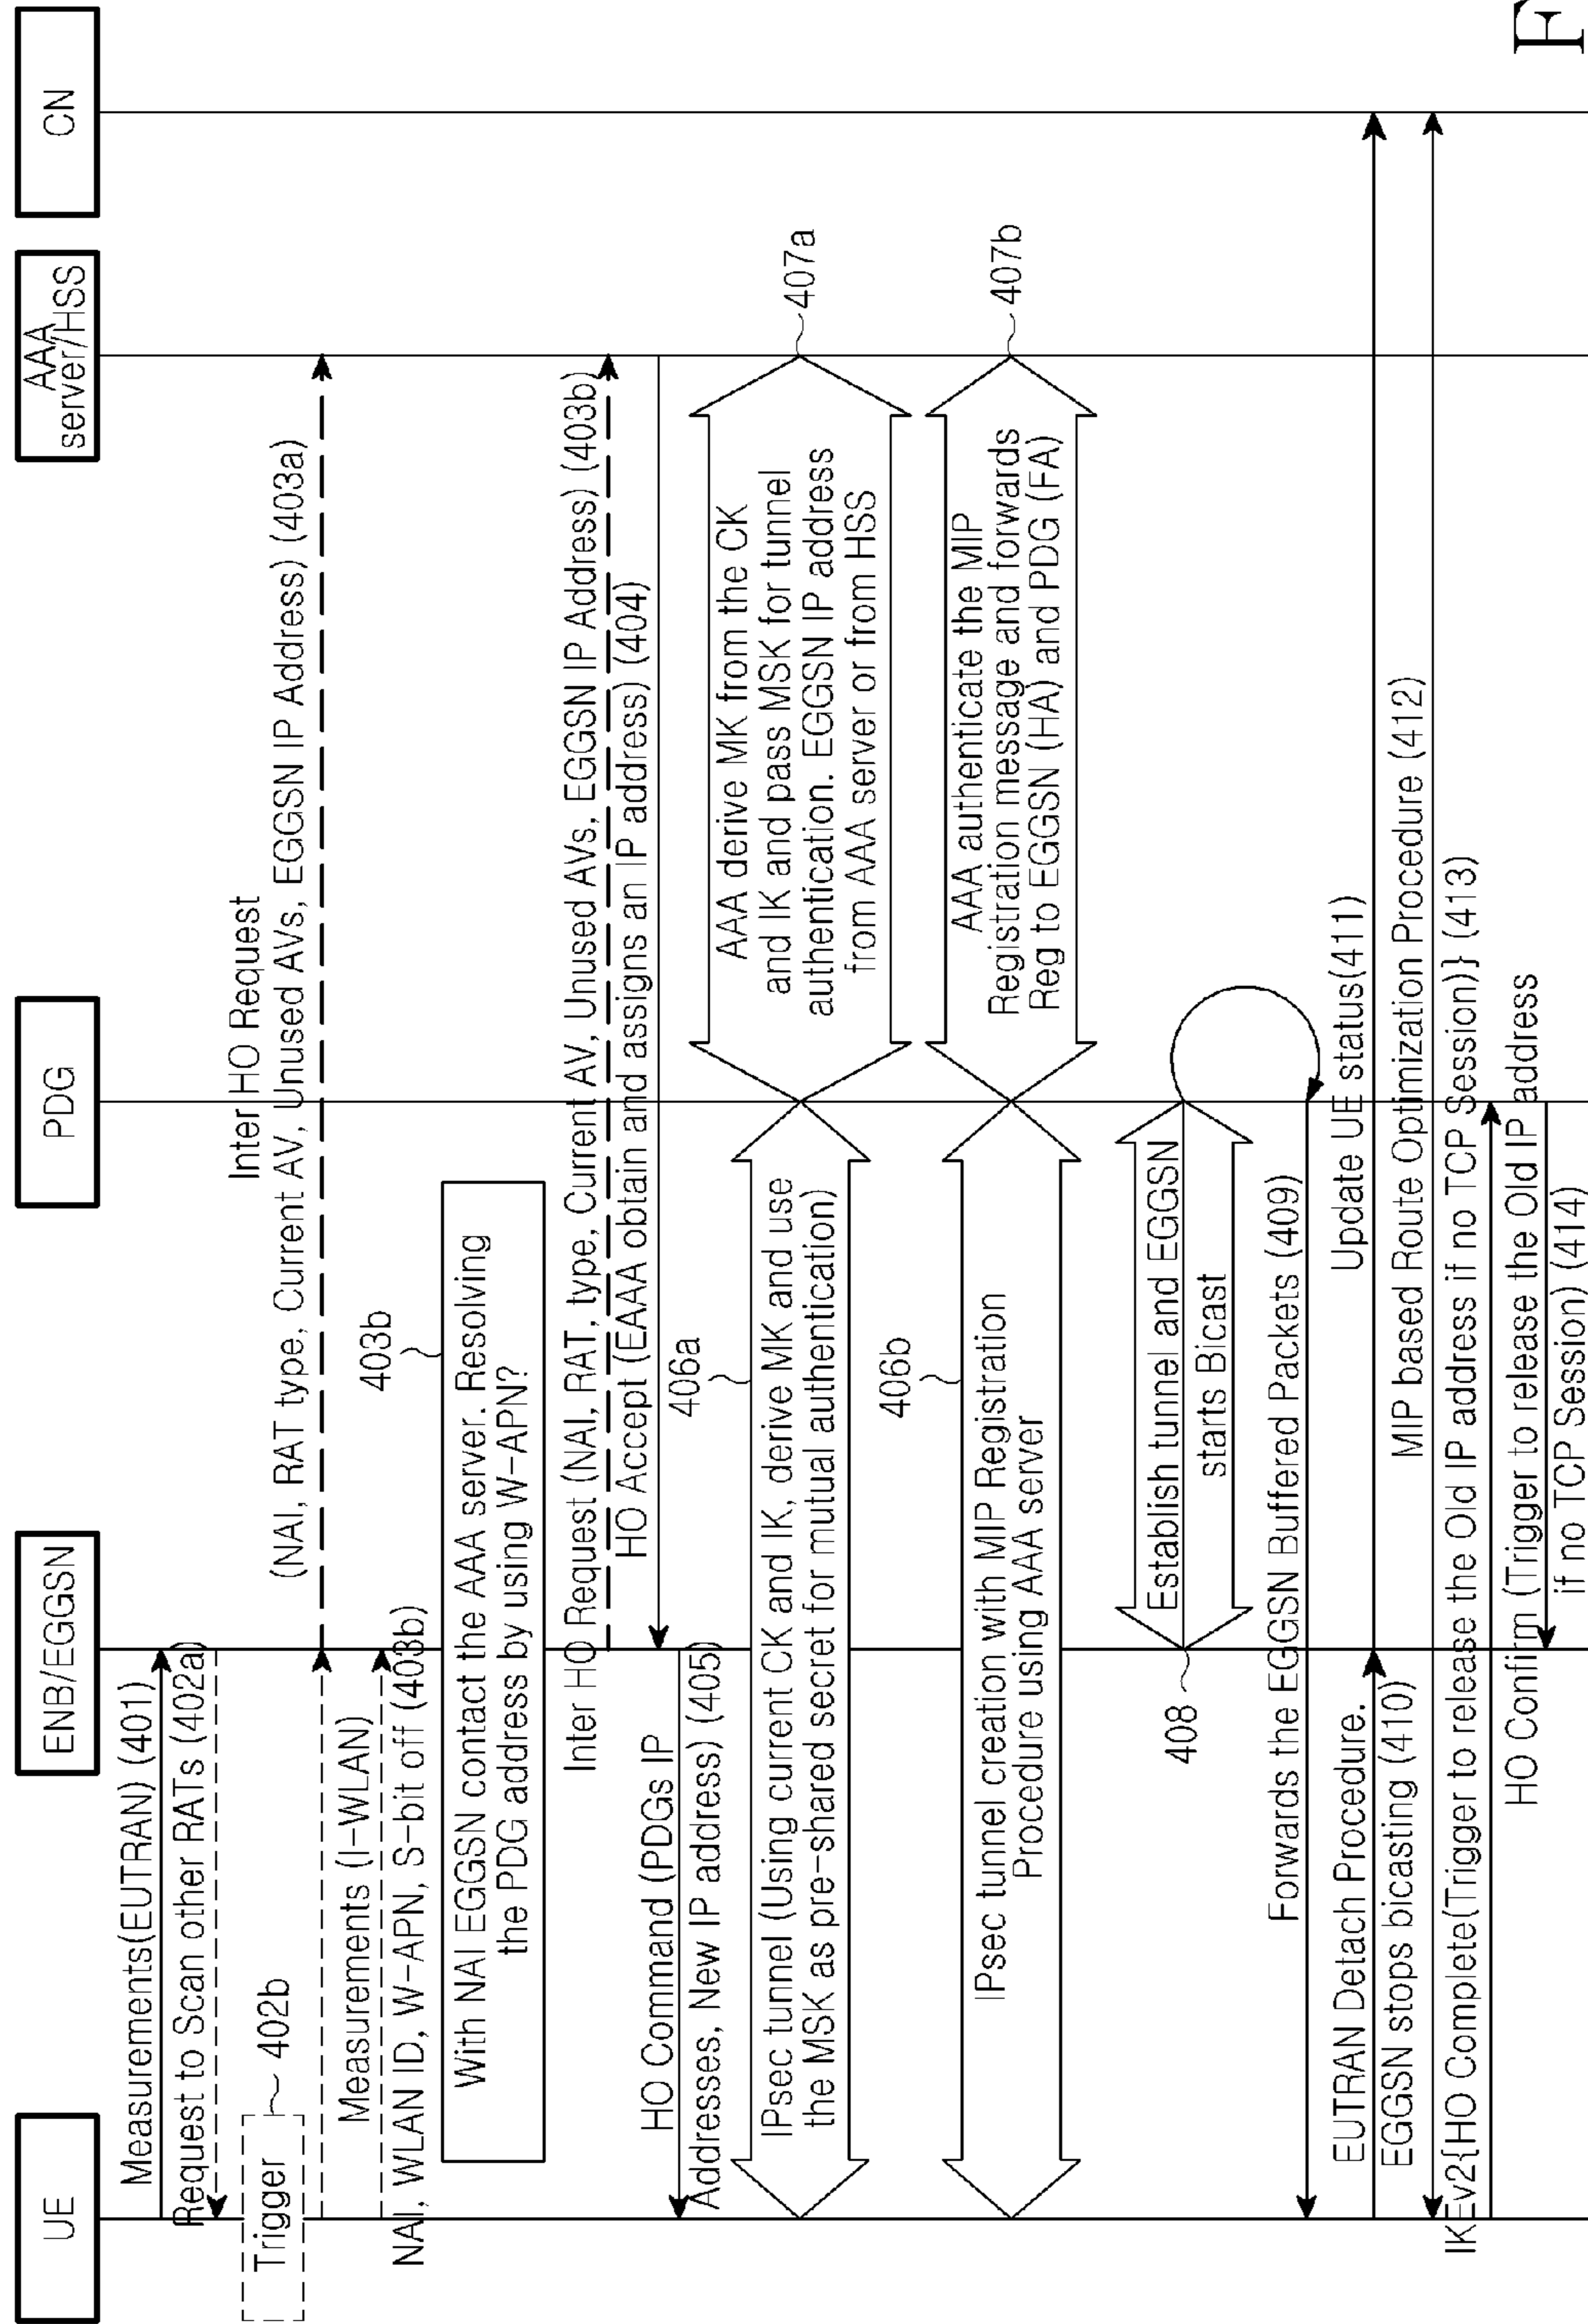 UE
ENB/EGGSN
PDG
AAA
server/HSS
CN
Measurements(EUTRAN) (401)
Request to Scan other RATs (402a)
Trigger
402b
Inter HO Request
(NAI, RAT type, Current AV, Unused AVs, EGGSN IP Address) (403a)
Measurements (I-WLAN)
NAI, WLAN ID, W-APN, S-bit off (403b)
403b
With NAI EGGSN contact the AAA server. Resolving
the PDG address by using W-APN?
Inter HO Request (NAI, RAT, type, Current AV, Unused AVs, EGGSN IP Address) (403b)
HO Accept (EAAA obtain and assigns an IP address) (404)
HO Command (PDGs IP
Addresses, New IP address) (405)
406a
IPsec tunnel (Using current CK and IK, derive MK and use
the MSK as pre-shared secret for mutual authentication)
AAA derive MK from the CK
and IK and pass MSK for tunnel
authentication. EGGSN IP address
from AAA server or from HSS
407a
406b
IPsec tunnel creation with MIP Registration
Procedure using AAA server
AAA authenticate the MIP
Registration message and forwards
Reg to EGGSN (HA) and PDG (FA)
407b
408
Establish tunnel and EGGSN
starts Bicast
Forwards the EGGSN Buffered Packets (409)
EUTRAN Detach Procedure.
EGGSN stops bicasting (410)
Update UE status(411)
MIP based Route Optimization Procedure (412)
IKEv2{HO Complete(Trigger to release the Old IP address if no TCP Session)} (413)
HO Confirm (Trigger to release the Old IP address
if no TCP Session) (414)
F